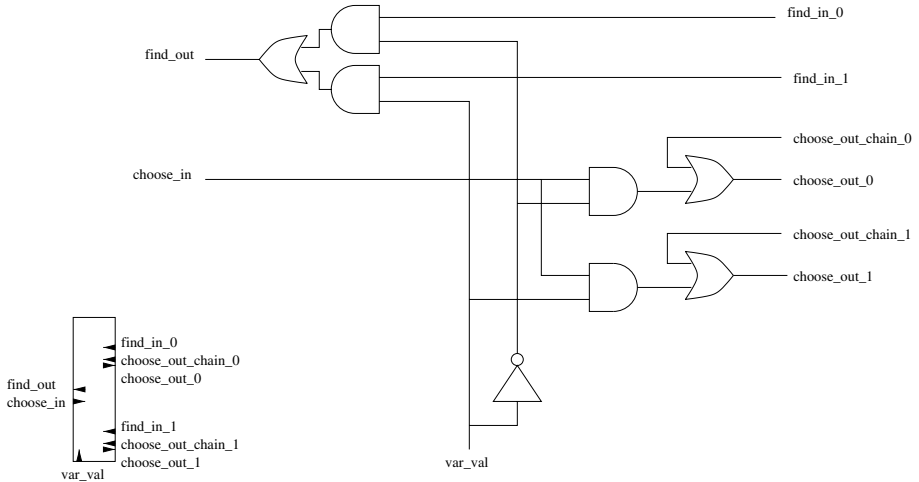 find_in_0
find_out
find_in_1
choose_out_chain_0
choose_in
choose_out_0
choose_out_chain_1
choose_out_1
find_in_0
choose_out_chain_0
choose_out_0
find_out
choose_in
find_in_1
choose_out_chain_1
choose_out_1
var_val
var_val